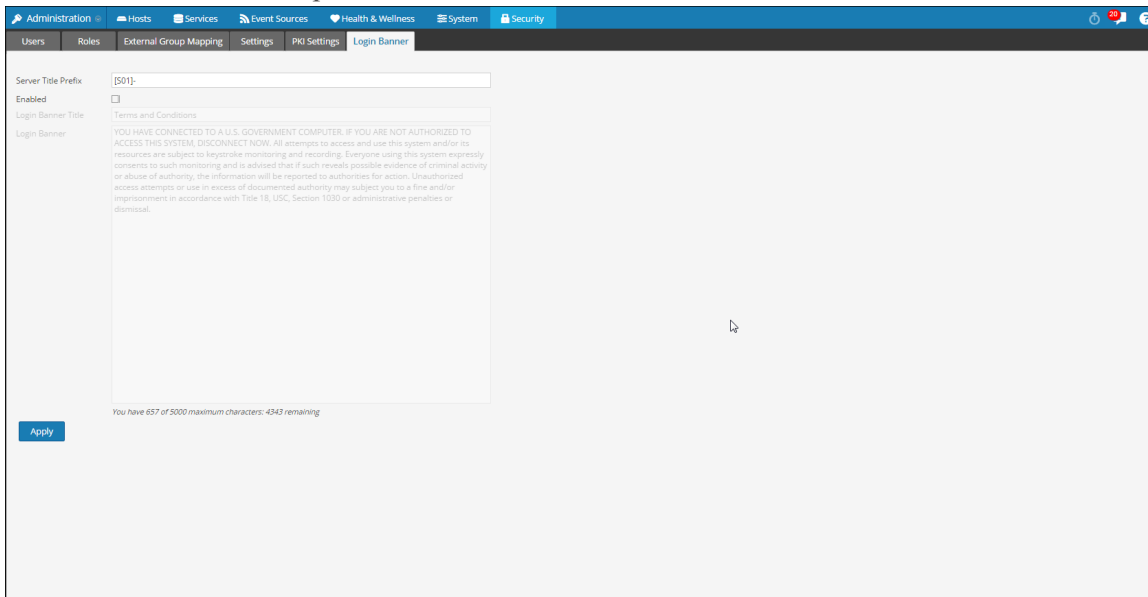 Administration Hosts Services Event Sources Health & Wellness System Security 20 ?
Users Roles External Group Mapping Settings PKI Settings Login Banner
Server Title Prefix [S01]-
Enabled
Login Banner Title Terms and Conditions
Login Banner YOU HAVE CONNECTED TO A U.S. GOVERNMENT COMPUTER. IF YOU ARE NOT AUTHORIZED TO
ACCESS THIS SYSTEM, DISCONNECT NOW. All attempts to access and use this system and/or its
resources are subject to keystroke monitoring and recording. Everyone using this system expressly
consents to such monitoring and is advised that if such reveals possible evidence of criminal activity
or abuse of authority, the information will be reported to authorities for action. Unauthorized
access attempts or use in excess of documented authority may subject you to a fine and/or
imprisonment in accordance with Title 18, USC, Section 1030 or administrative penalties or
dismissal.
You have 657 of 5000 maximum characters: 4343 remaining
Apply